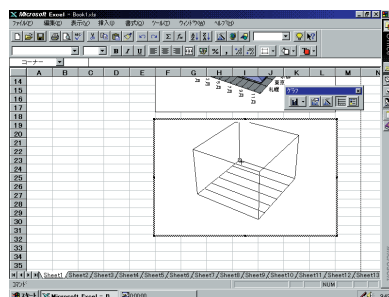 Microsoft Excel - Book1.xls
ファイル(F) 編集(E) 表示(V) 挿入(I) 書式(O) ツール(T) ウィンドウ(W) ヘルプ(H)
B I U
コーナー
A B C D E F G H I J K L M N
14
15
16
17
18
19
20
21
22
23
24
25
26
27
28
29
30
31
32
33
34
35
東京
札幌
グラフ
Sheet1 Sheet2 Sheet3 Sheet4 Sheet5 Sheet6 Sheet7 Sheet8 Sheet9 Sheet10 Sheet11 Sheet12 Sheet13
コマンド
NUM
スタート Microsoft Excel - B